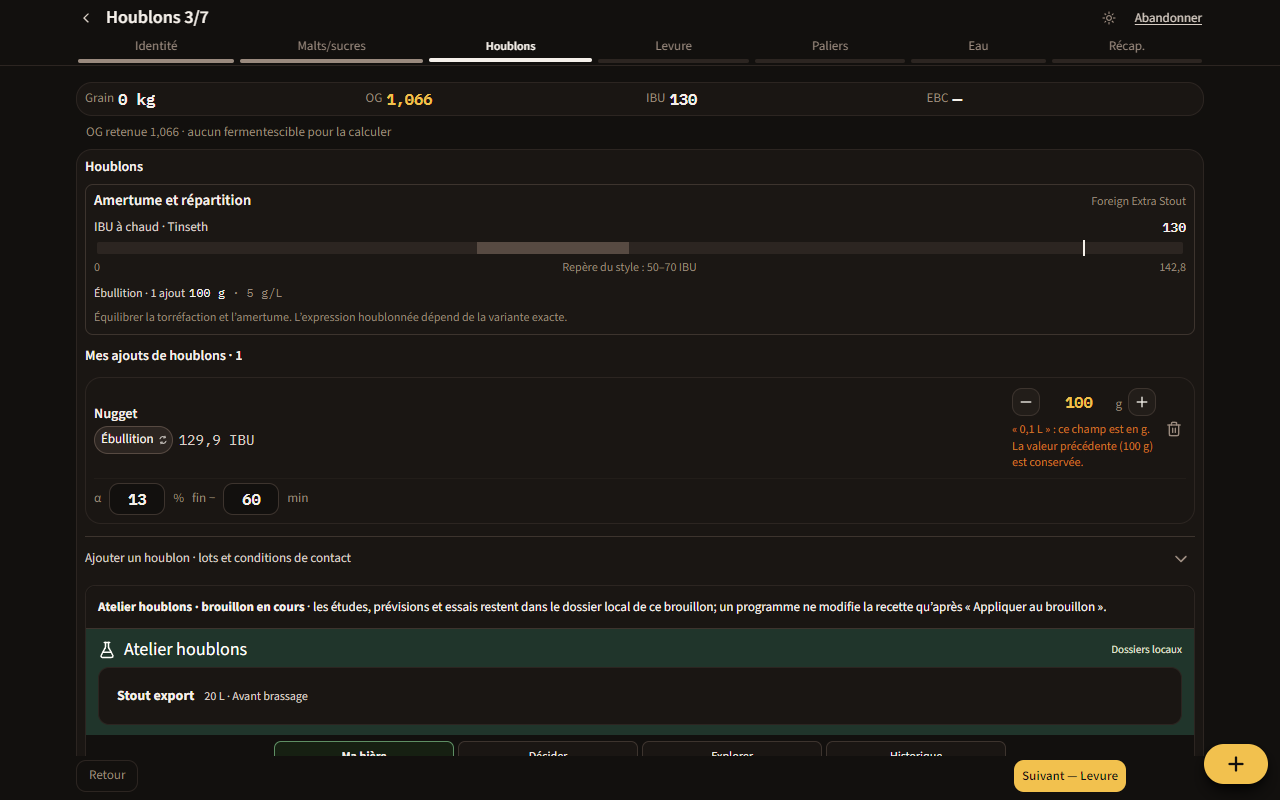 Houblons 3/7
Abandonner
Identité
Malts/sucres
Houblons
Levure
Paliers
Eau
Récap.
Grain 0 kg
OG 1,066
IBU 130
EBC —
OG retenue 1,066 · aucun fermentescible pour la calculer
Houblons
Amertume et répartition
Foreign Extra Stout
IBU à chaud · Tinseth
130
0
Repère du style : 50–70 IBU
142,8
Ébullition · 1 ajout 100 g · 5 g/L
Équilibrer la torréfaction et l’amertume. L’expression houblonnée dépend de la variante exacte.
Mes ajouts de houblons · 1
Nugget
Ébullition
129,9 IBU
− 100 g +
« 0,1 L » : ce champ est en g.
La valeur précédente (100 g)
est conservée.
α 13 % fin − 60 min
Ajouter un houblon · lots et conditions de contact
Atelier houblons · brouillon en cours · les études, prévisions et essais restent dans le dossier local de ce brouillon; un programme ne modifie la recette qu’après « Appliquer au brouillon ».
Atelier houblons
Dossiers locaux
Stout export 20 L · Avant brassage
Ma bière
Décider
Explorer
Historique
Retour
Suivant — Levure
+